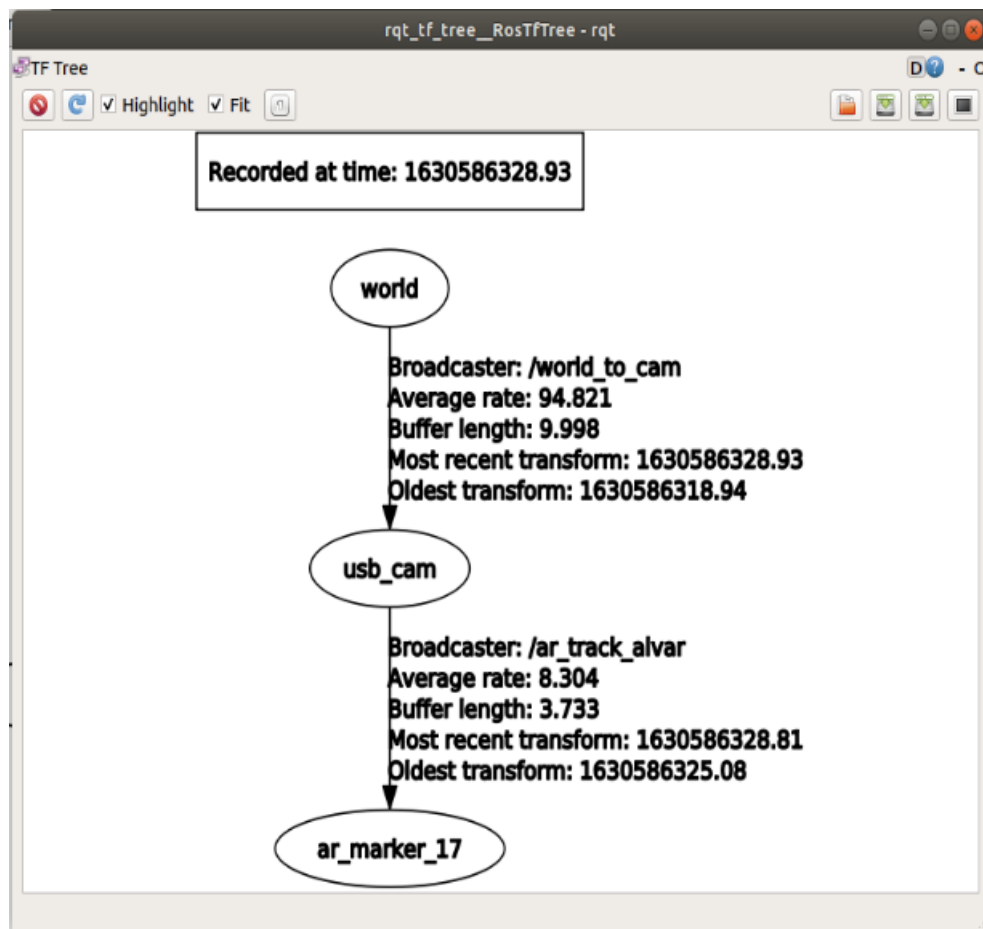 rqt_tf_tree__RosTfTree - rqt
TF Tree
D
- O
Highlight
Fit
Recorded at time: 1630586328.93
world
Broadcaster: /world_to_cam
Average rate: 94.821
Buffer length: 9.998
Most recent transform: 1630586328.93
Oldest transform: 1630586318.94
usb_cam
Broadcaster: /ar_track_alvar
Average rate: 8.304
Buffer length: 3.733
Most recent transform: 1630586328.81
Oldest transform: 1630586325.08
ar_marker_17